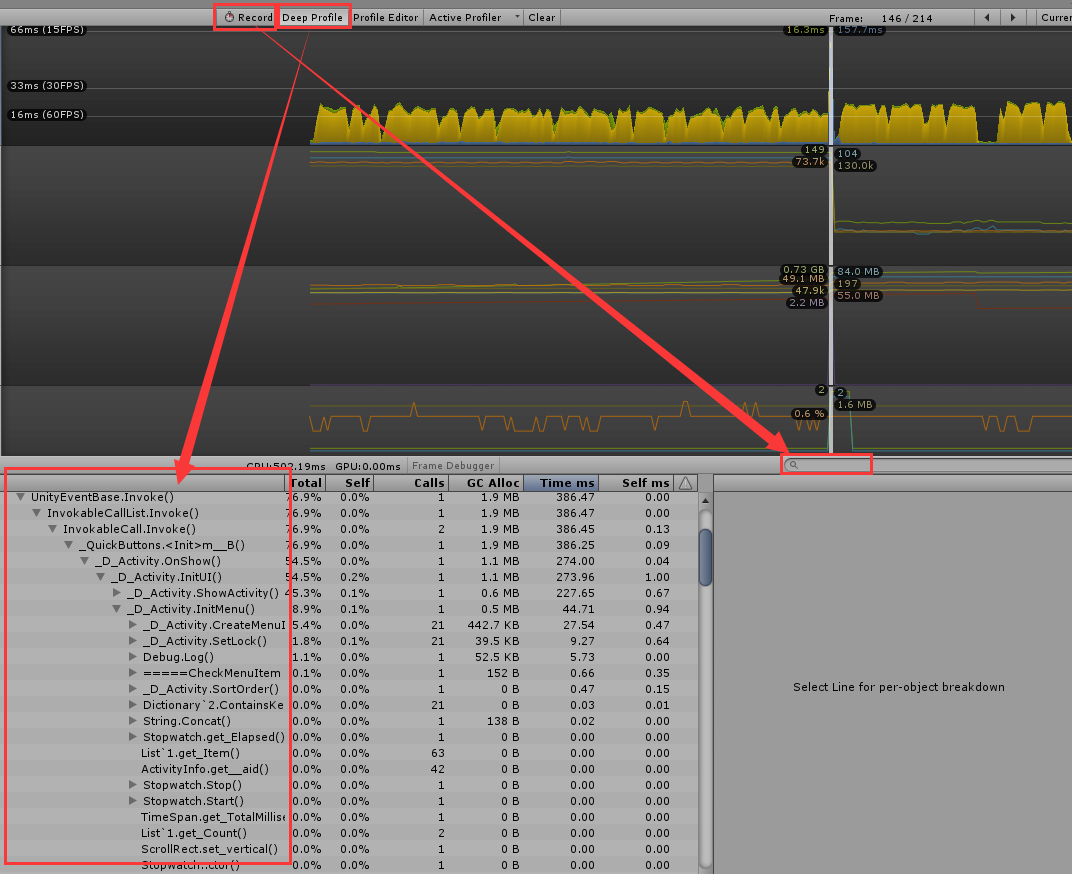 Record Deep Profile Profile Editor Active Profiler Clear Frame: 146 / 214
66ms (15FPS) 16.3ms 157.7ms
33ms (30FPS)
16ms (60FPS)
149 104
73.7k 130.0k
0.73 GB 84.0 MB
49.1 MB 197
47.9k 55.0 MB
2.2 MB
2 2
0.6 % 1.6 MB
GPU:0.00ms Frame Debugger
Total Self Calls GC Alloc Time ms Self ms
UnityEventBase.Invoke() 76.9% 0.0% 1 1.9 MB 386.47 0.00
InvokableCallList.Invoke() 76.9% 0.0% 1 1.9 MB 386.47 0.00
InvokableCall.Invoke() 76.9% 0.0% 2 1.9 MB 386.45 0.13
_QuickButtons.<Init>m__B() 76.9% 0.0% 1 1.9 MB 386.25 0.09
_D_Activity.OnShow() 54.5% 0.0% 1 1.1 MB 274.00 0.04
_D_Activity.InitUI() 54.5% 0.2% 1 1.1 MB 273.96 1.00
_D_Activity.ShowActivity() 45.3% 0.1% 1 0.6 MB 227.65 0.67
_D_Activity.InitMenu() 8.9% 0.1% 1 0.5 MB 44.71 0.94
_D_Activity.CreateMenuI 5.4% 0.0% 21 442.7 KB 27.54 0.47
_D_Activity.SetLock() 1.8% 0.1% 21 39.5 KB 9.27 0.64
Debug.Log() 1.1% 0.0% 1 52.5 KB 5.73 0.00
=====CheckMenuItem 0.1% 0.0% 1 152 B 0.66 0.35
_D_Activity.SortOrder() 0.0% 0.0% 1 0 B 0.47 0.15
Dictionary`2.ContainsKe 0.0% 0.0% 21 0 B 0.03 0.01
String.Concat() 0.0% 0.0% 1 138 B 0.02 0.00
Stopwatch.get_Elapsed() 0.0% 0.0% 1 0 B 0.00 0.00
List`1.get_Item() 0.0% 0.0% 63 0 B 0.00 0.00
ActivityInfo.get__aid() 0.0% 0.0% 42 0 B 0.00 0.00
Stopwatch.Stop() 0.0% 0.0% 1 0 B 0.00 0.00
Stopwatch.Start() 0.0% 0.0% 1 0 B 0.00 0.00
TimeSpan.get_TotalMillise 0.0% 0.0% 1 0 B 0.00 0.00
List`1.get_Count() 0.0% 0.0% 2 0 B 0.00 0.00
ScrollRect.set_vertical() 0.0% 0.0% 1 0 B 0.00 0.00
Stopwatch..ctor() 0.0% 0.0% 1 0 B 0.00 0.00
Select Line for per-object breakdown